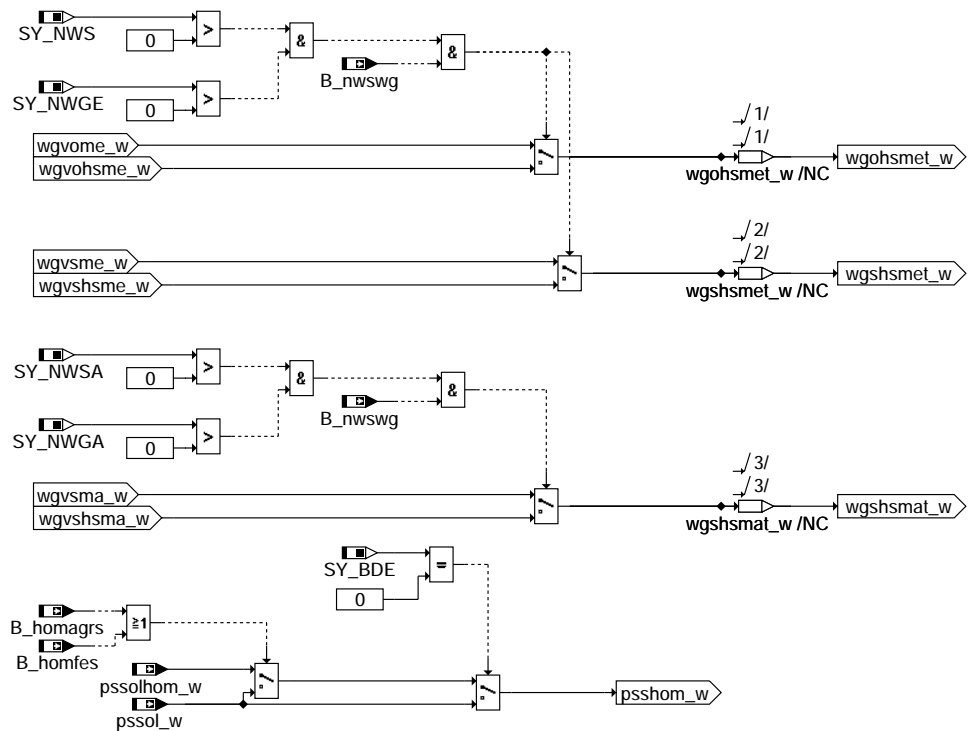 SY_NWS
0
>
&
&
B_nwswg
SY_NWGE
0
>
1/
1/
wgvome_w
wgvohsme_w
wgohsmet_w /NC
wgohsmet_w
2/
2/
wgvsme_w
wgvshsme_w
wgshsmet_w /NC
wgshsmet_w
SY_NWSA
0
>
&
&
B_nwswg
SY_NWGA
0
>
3/
3/
wgvsma_w
wgvshsma_w
wgshsmat_w /NC
wgshsmat_w
SY_BDE
=
0
B_homagrs
≥1
B_homfes
pssolhom_w
pssol_w
psshom_w